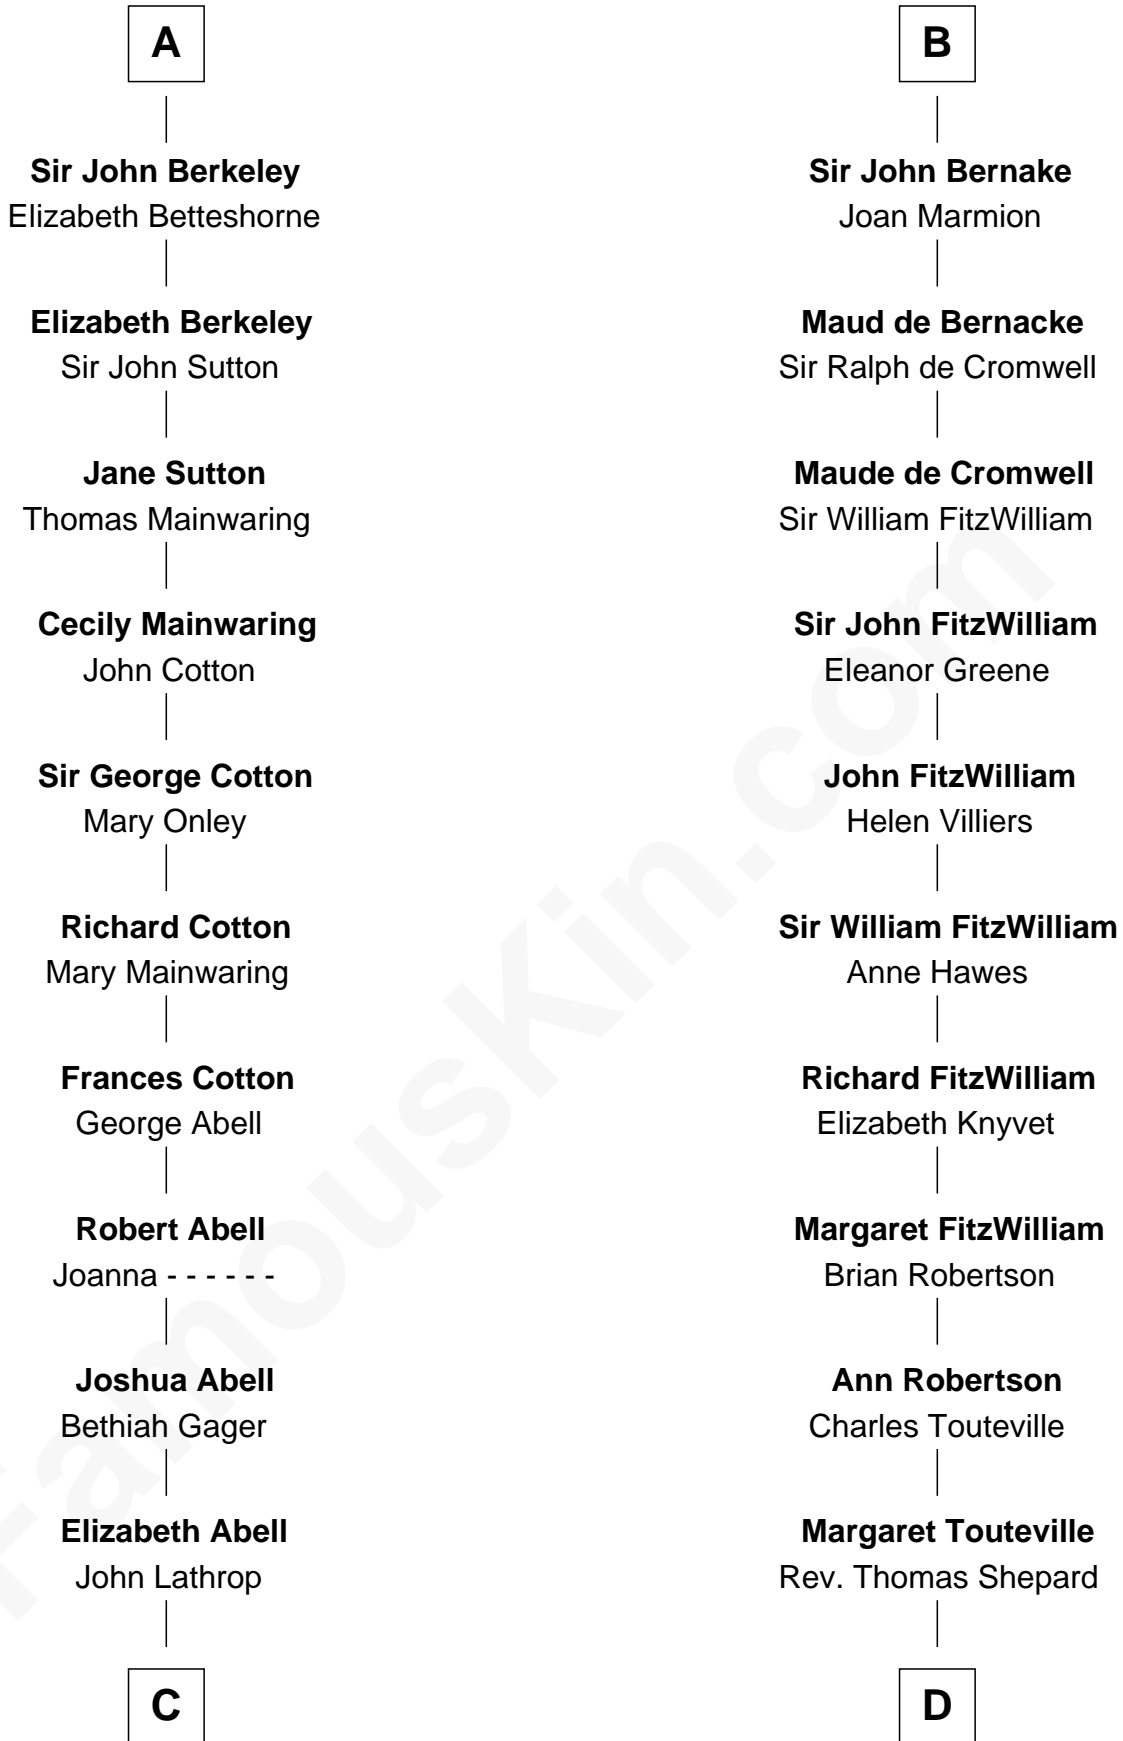 A
Sir John Berkeley
Elizabeth Betteshorne
Elizabeth Berkeley
Sir John Sutton
Jane Sutton
Thomas Mainwaring
Cecily Mainwaring
John Cotton
Sir George Cotton
Mary Onley
Richard Cotton
Mary Mainwaring
Frances Cotton
George Abell
Robert Abell
Joanna - - - - - -
Joshua Abell
Bethiah Gager
Elizabeth Abell
John Lathrop
C
B
Sir John Bernake
Joan Marmion
Maud de Bernacke
Sir Ralph de Cromwell
Maude de Cromwell
Sir William FitzWilliam
Sir John FitzWilliam
Eleanor Greene
John FitzWilliam
Helen Villiers
Sir William FitzWilliam
Anne Hawes
Richard FitzWilliam
Elizabeth Knyvet
Margaret FitzWilliam
Brian Robertson
Ann Robertson
Charles Touteville
Margaret Touteville
Rev. Thomas Shepard
D
FamousKin.com